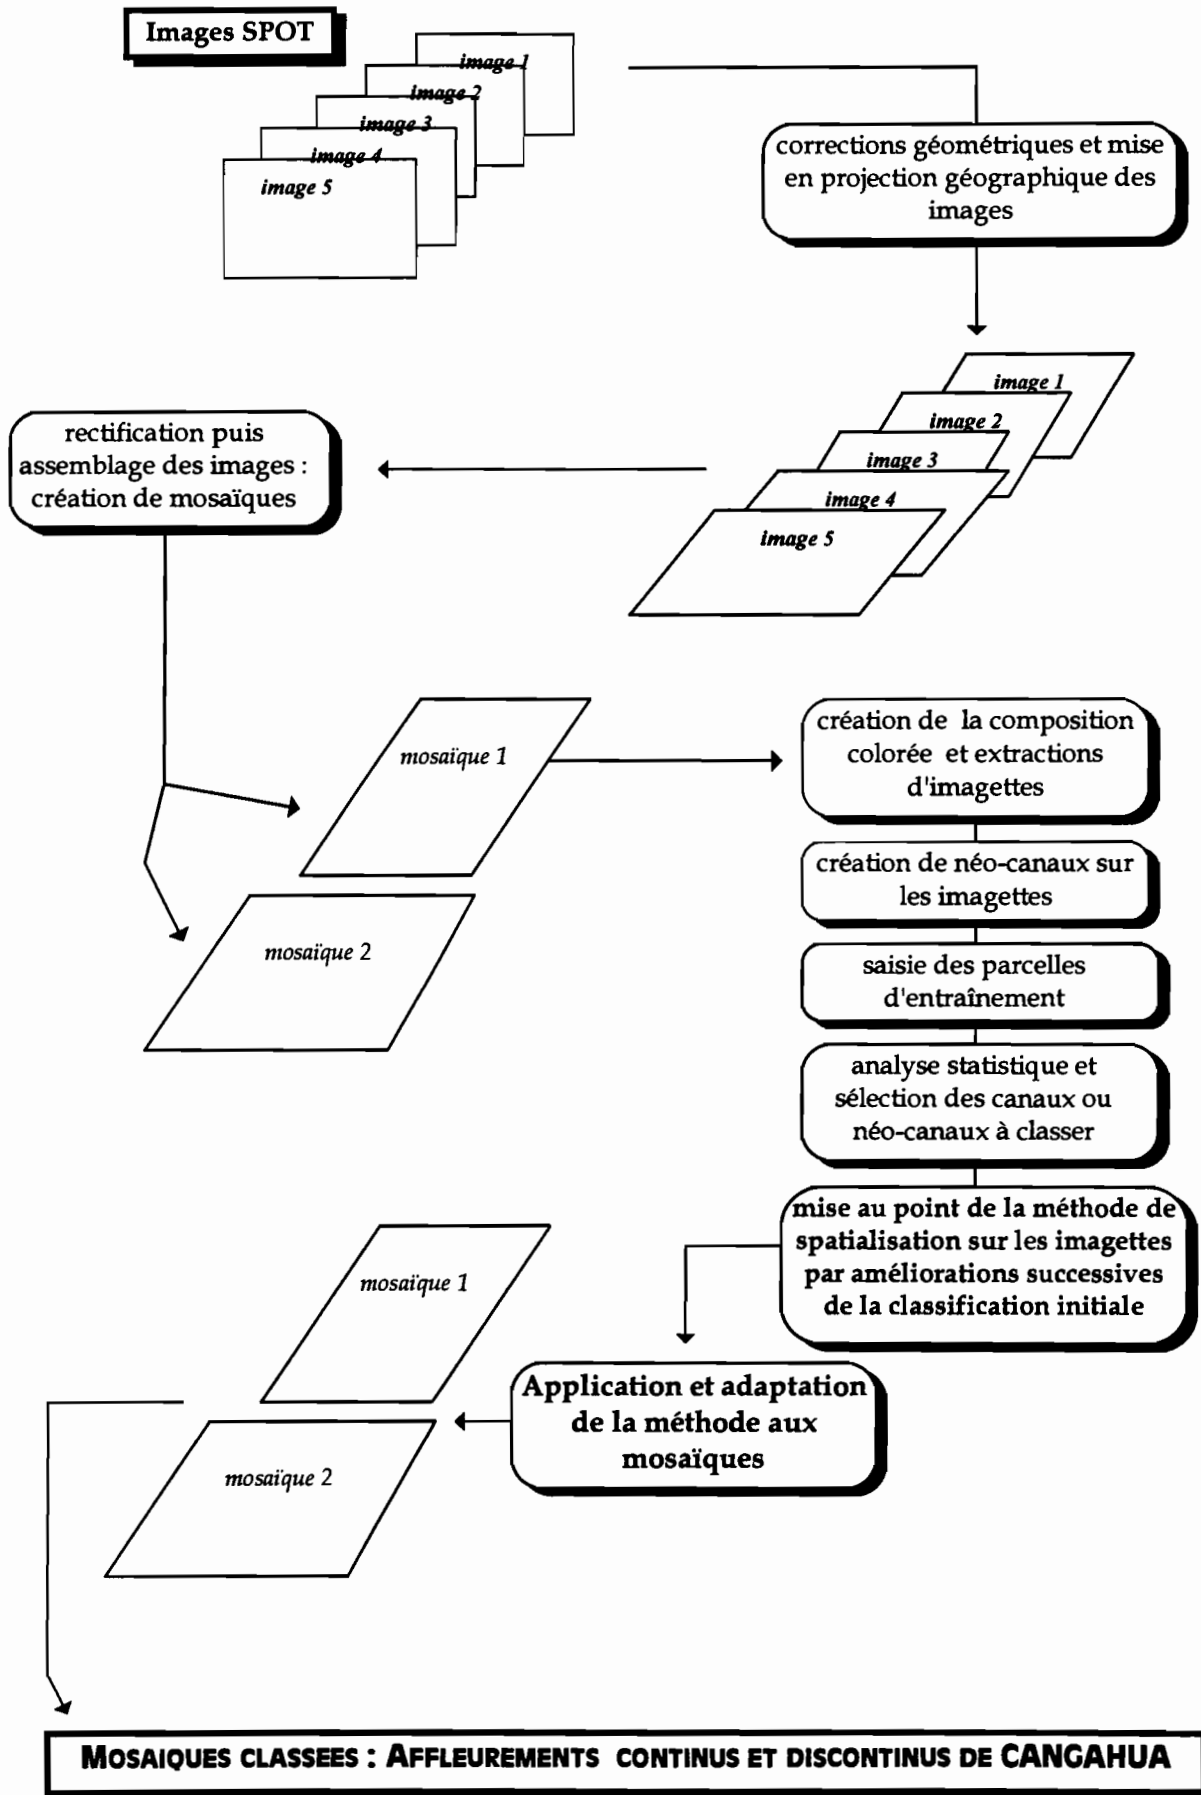 Images SPOT
image 1
image 2
image 3
image 4
image 5
corrections géométriques et mise
en projection géographique des
images
image 1
image 2
image 3
image 4
image 5
rectification puis
assemblage des images :
création de mosaïques
mosaïque 1
mosaïque 2
création de la composition
colorée et extractions
d'imagettes
création de néo-canaux sur
les imagettes
saisie des parcelles
d'entraînement
analyse statistique et
sélection des canaux ou
néo-canaux à classer
mise au point de la méthode de
spatialisation sur les imagettes
par améliorations successives
de la classification initiale
Application et adaptation
de la méthode aux
mosaïques
mosaïque 1
mosaïque 2
MOSAIQUES CLASSEES : AFFLEUREMENTS CONTINUS ET DISCONTINUS DE CANGAHUA